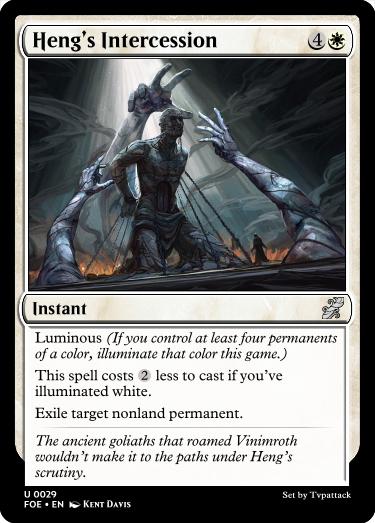 Heng's Intercession 4
Instant
Luminous (If you control at least four permanents
of a color, illuminate that color this game.)
This spell costs 2 less to cast if you've
illuminated white.
Exile target nonland permanent.
The ancient goliaths that roamed Vinimroth
wouldn't make it to the paths under Heng's
scrutiny.
U 0029
FOE • EN Kent Davis
Set by Tvpattack